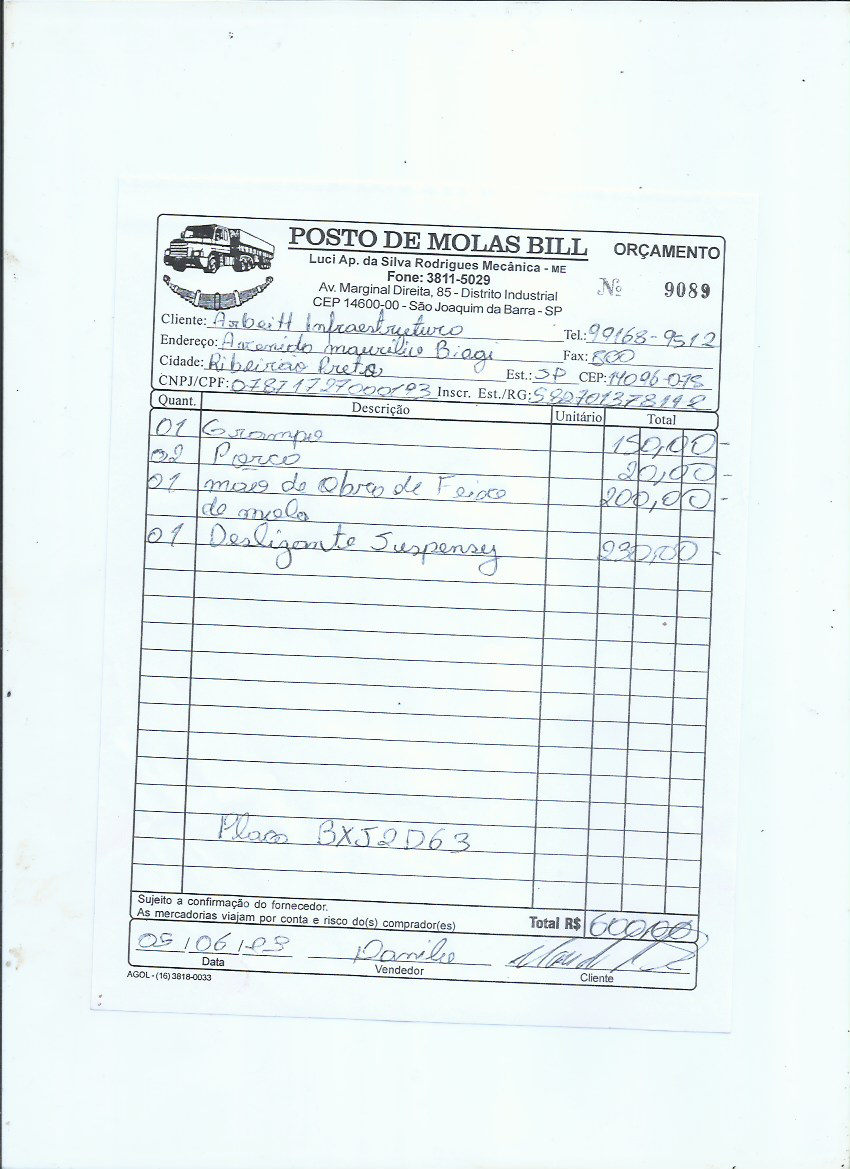 POSTO DE MOLAS BILL
ORÇAMENTO
Luci Ap. da Silva Rodrigues Mecânica - ME
Fone: 3811-5029
Nº 9089
Av. Marginal Direita, 85 - Distrito Industrial
CEP 14600-00 - São Joaquim da Barra - SP
Cliente: Arbeitt Infraestrutura Tel.: 99168-9512
Endereço: Avenida maurilio Biagi Fax: 800
Cidade: Ribeirão Preto Est.: SP CEP: 14096-075
CNPJ/CPF: 07871727000193 Inscr. Est./RG: 582701378112
Quant. Descrição Unitário Total
01 Grampo 150,00
02 Porca 20,00
01 mao de Obra de Feixe 200,00
de mola
01 Deslizante Suspensy 230,00
Placa BXJ2D63
Sujeito a confirmação do fornecedor.
As mercadorias viajam por conta e risco do(s) comprador(es)
Total R$ 600,00
05/06/23 Danilo
Data Vendedor Cliente
AGOL - (16) 3818-0033